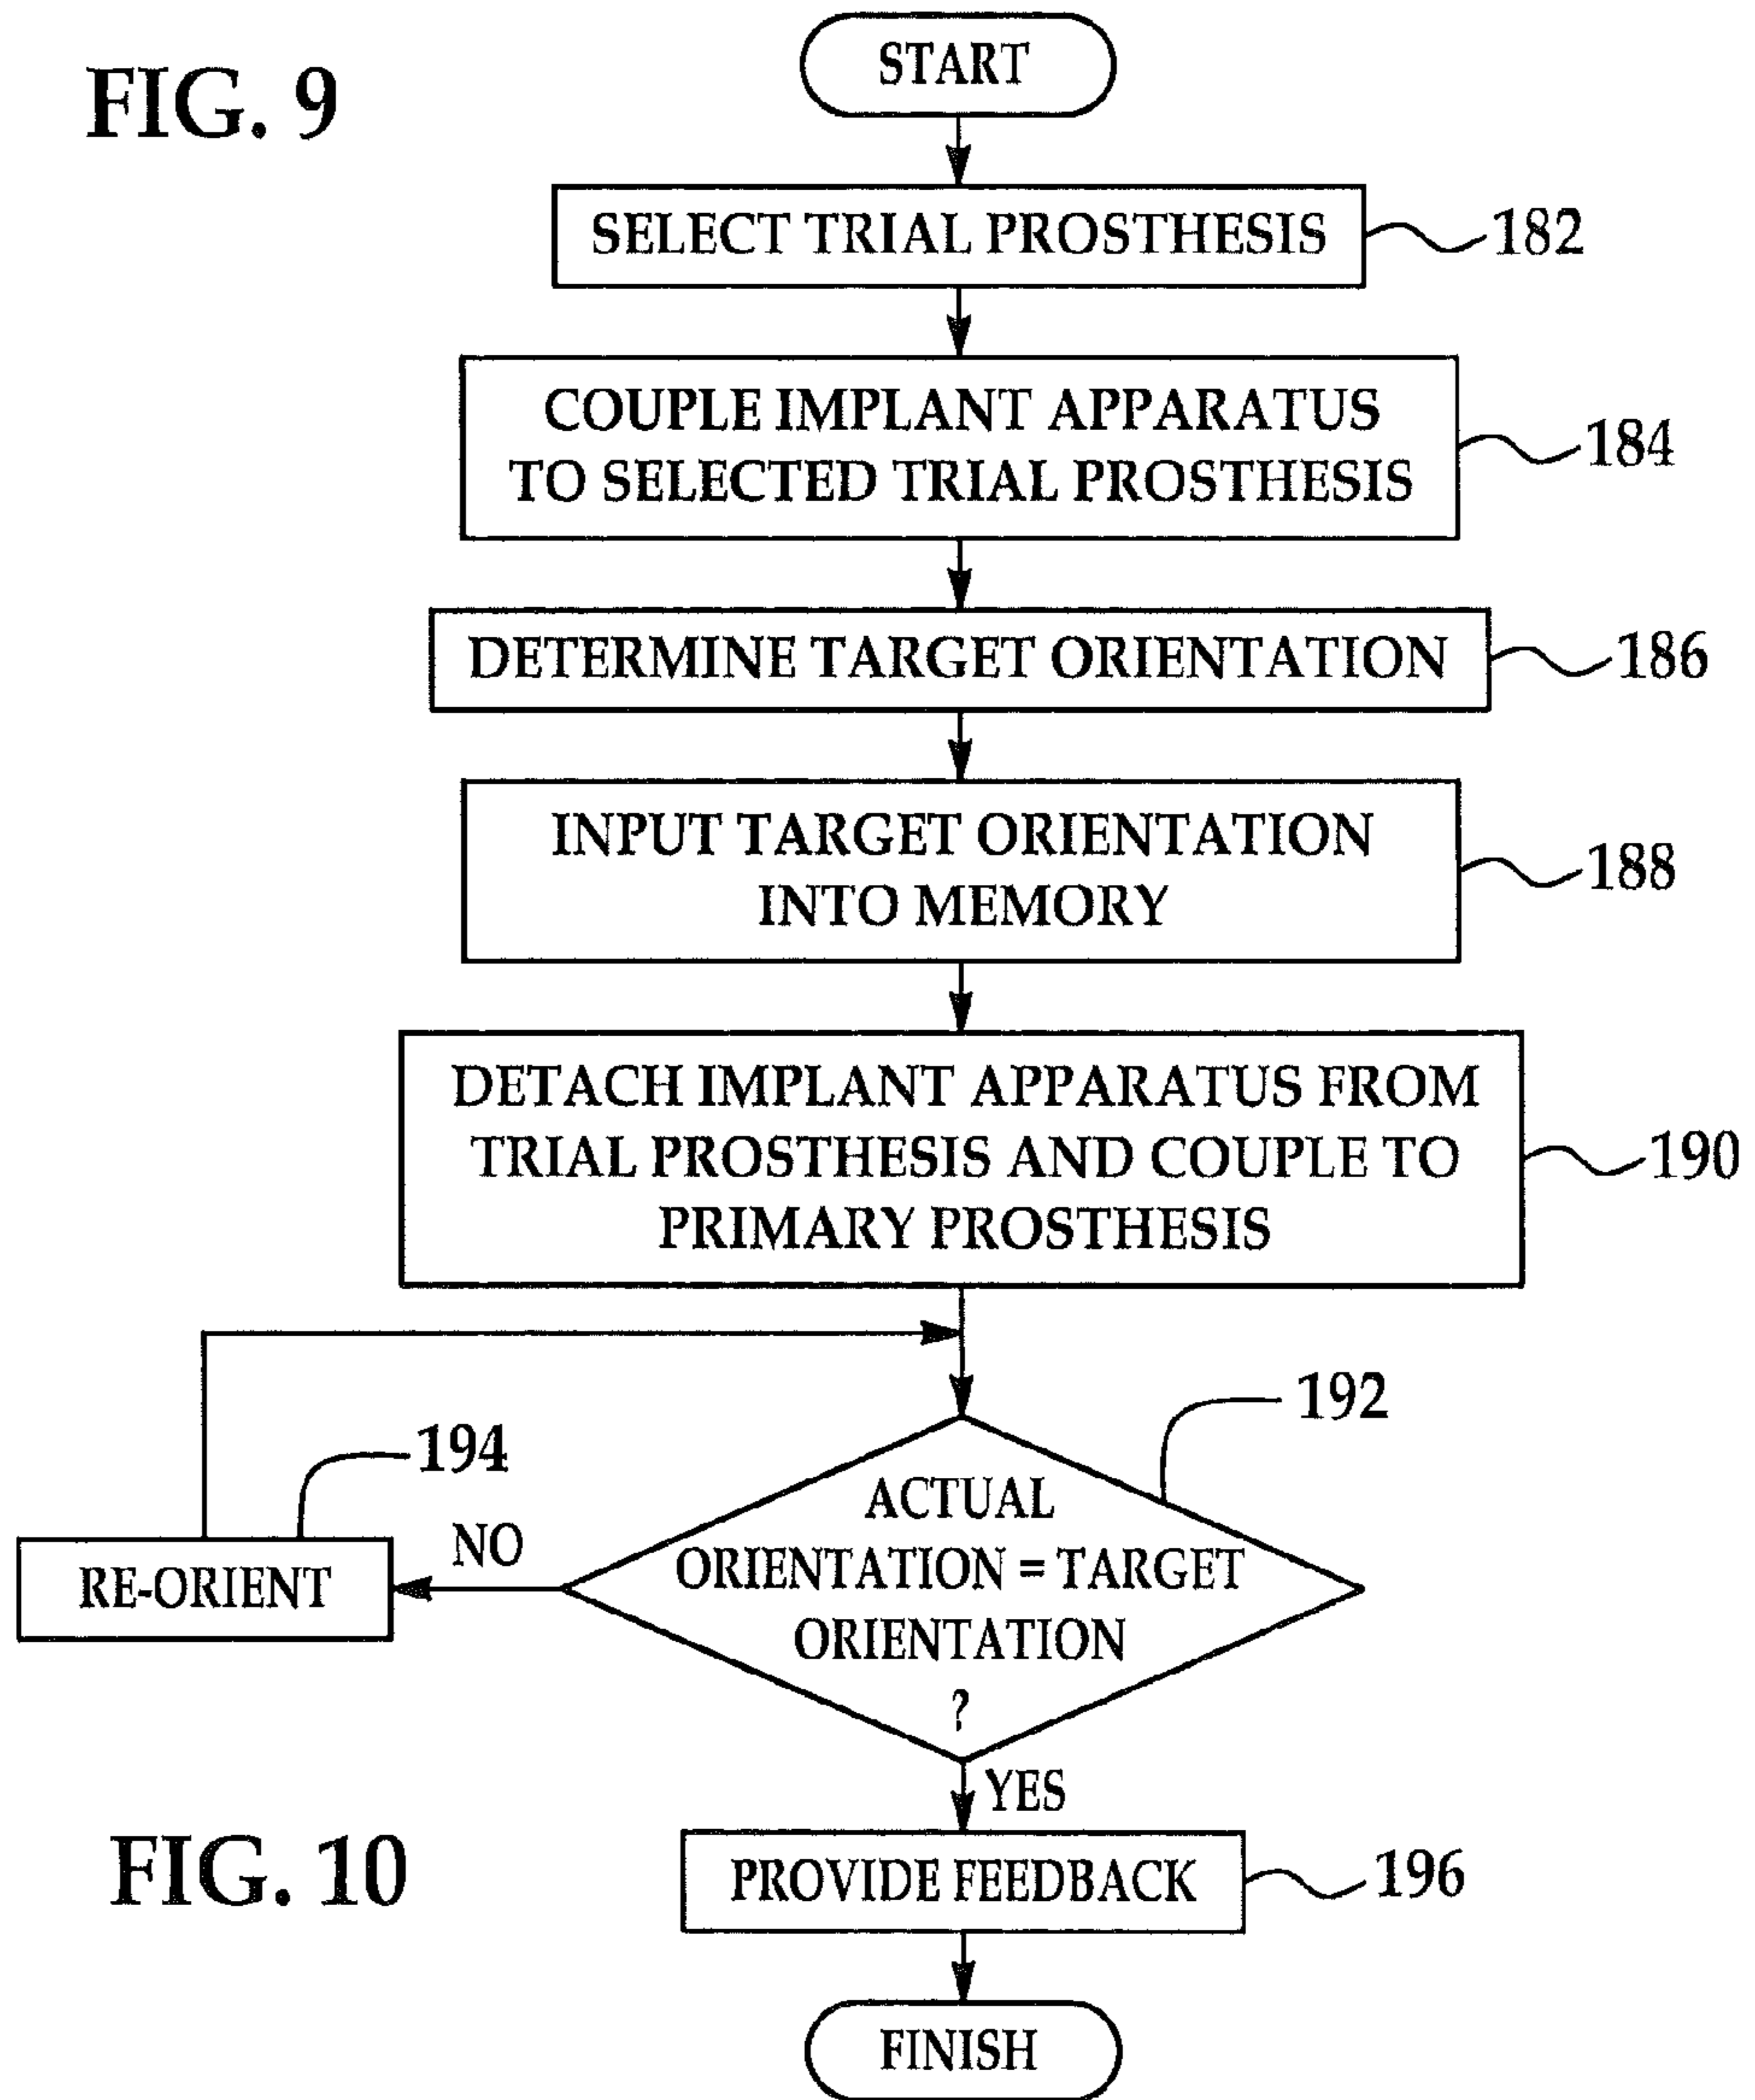 FIG. 9
START
SELECT TRIAL PROSTHESIS
182
COUPLE IMPLANT APPARATUS
TO SELECTED TRIAL PROSTHESIS
184
DETERMINE TARGET ORIENTATION
186
INPUT TARGET ORIENTATION
INTO MEMORY
188
DETACH IMPLANT APPARATUS FROM
TRIAL PROSTHESIS AND COUPLE TO
PRIMARY PROSTHESIS
190
192
194
ACTUAL
ORIENTATION = TARGET
ORIENTATION
?
NO
RE-ORIENT
YES
FIG. 10
PROVIDE FEEDBACK
196
FINISH